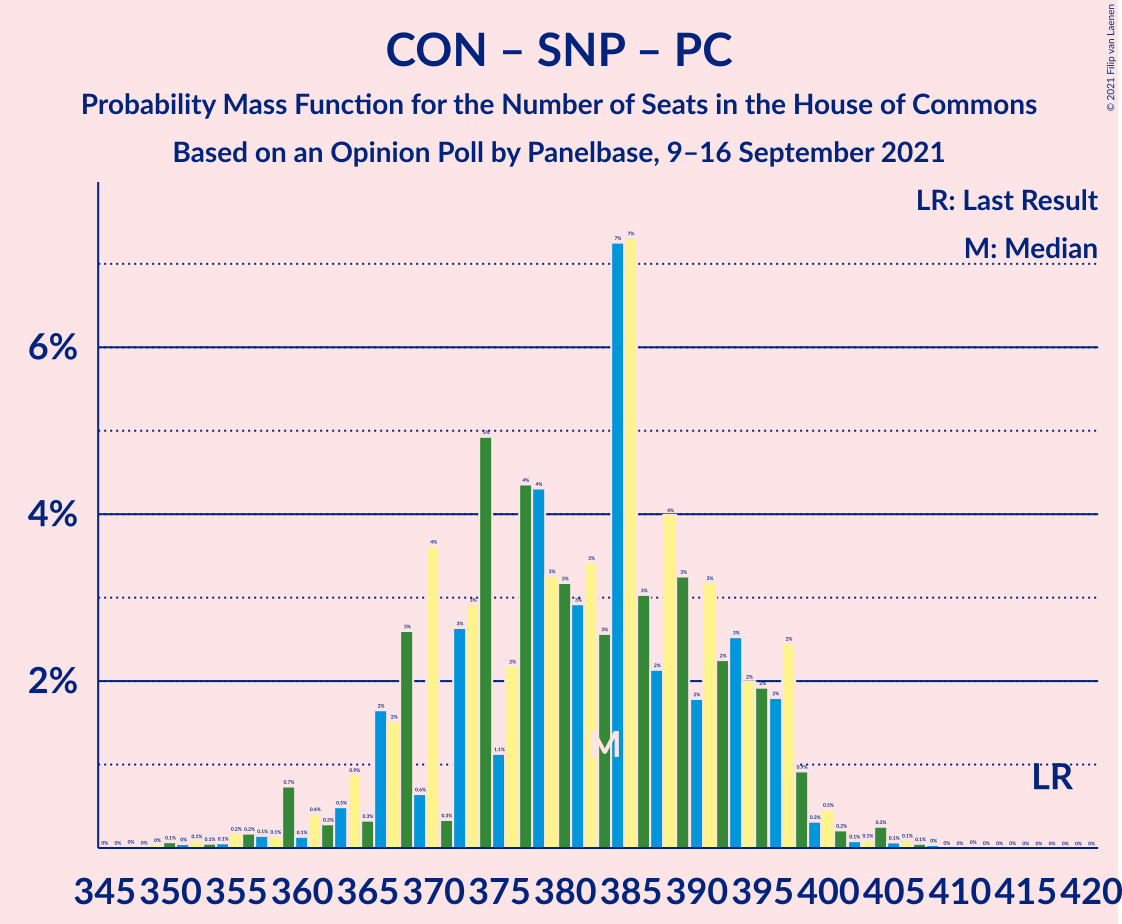 CON – SNP – PC
Probability Mass Function for the Number of Seats in the House of Commons
Based on an Opinion Poll by Panelbase, 9–16 September 2021
© 2021 Filip van Laenen
LR: Last Result
M: Median
6%
4%
2%
M
LR
345 350 355 360 365 370 375 380 385 390 395 400 405 410 415 420